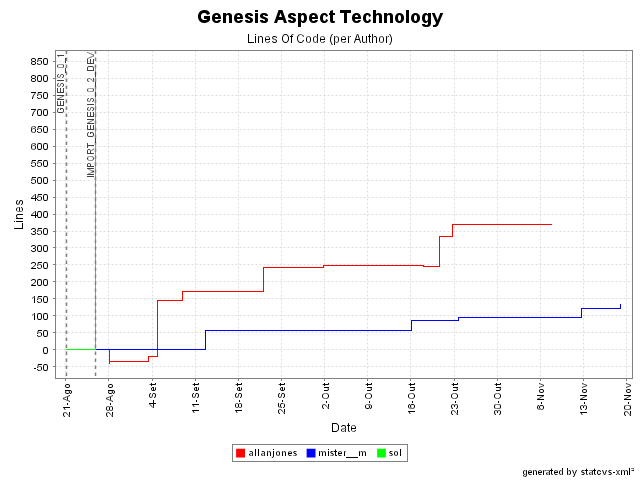 Genesis Aspect Technology
Lines Of Code (per Author)
GENESIS_0_1
IMPORT_GENESIS_0_2_DEV
Lines
850
800
750
700
650
600
550
500
450
400
350
300
250
200
150
100
50
0
-50
21-Ago
28-Ago
4-Set
11-Set
18-Set
25-Set
2-Out
9-Out
16-Out
23-Out
30-Out
6-Nov
13-Nov
20-Nov
Date
allanjones
mister__m
sol
generated by statcvs-xml²